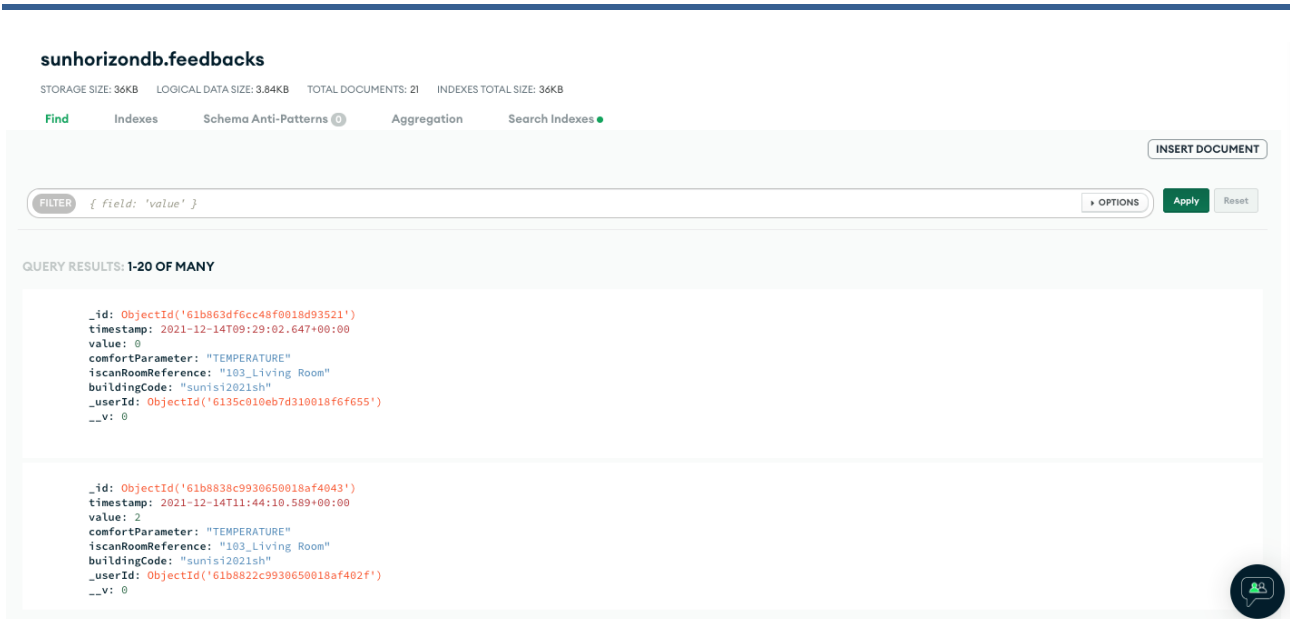 sunhorizondb.feedbacks
STORAGE SIZE: 36KB LOGICAL DATA SIZE: 3.84KB TOTAL DOCUMENTS: 21 INDEXES TOTAL SIZE: 36KB
Find Indexes Schema Anti-Patterns 0 Aggregation Search Indexes
INSERT DOCUMENT
FILTER { field: 'value' } OPTIONS Apply Reset
QUERY RESULTS: 1-20 OF MANY
_id: ObjectId('61b863df6cc48f0018d93521')
timestamp: 2021-12-14T09:29:02.647+00:00
value: 0
comfortParameter: "TEMPERATURE"
iscanRoomReference: "103_Living Room"
buildingCode: "sunisi2021sh"
_userId: ObjectId('6135c010eb7d310018f6f655')
__v: 0
_id: ObjectId('61b8838c9930650018af4043')
timestamp: 2021-12-14T11:44:10.589+00:00
value: 2
comfortParameter: "TEMPERATURE"
iscanRoomReference: "103_Living Room"
buildingCode: "sunisi2021sh"
_userId: ObjectId('61b8822c9930650018af402f')
__v: 0